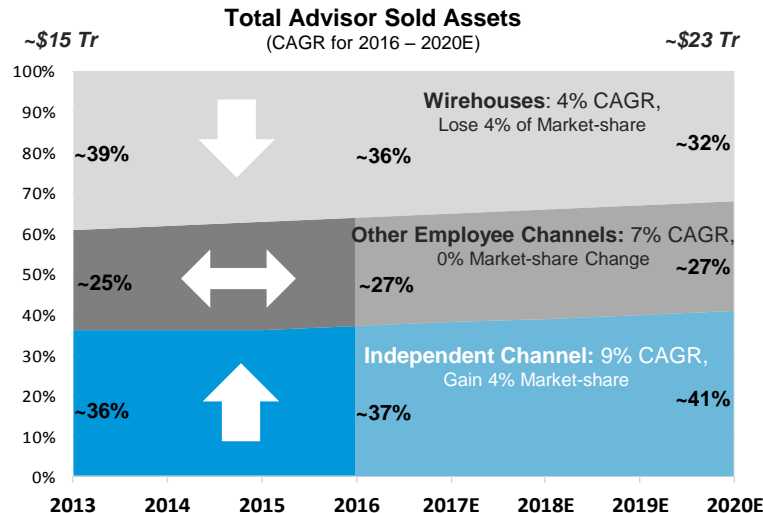 Total Advisor Sold Assets
~$15 Tr
(CAGR for 2016 – 2020E)
~$23 Tr
100%
90%
80%
70%
60%
50%
40%
30%
20%
10%
0%
Wirehouses: 4% CAGR,
Lose 4% of Market-share
~39%
~36%
~32%
Other Employee Channels: 7% CAGR,
0% Market-share Change
~25%
~27%
~27%
Independent Channel: 9% CAGR,
Gain 4% Market-share
~36%
~37%
~41%
2013
2014
2015
2016
2017E
2018E
2019E
2020E